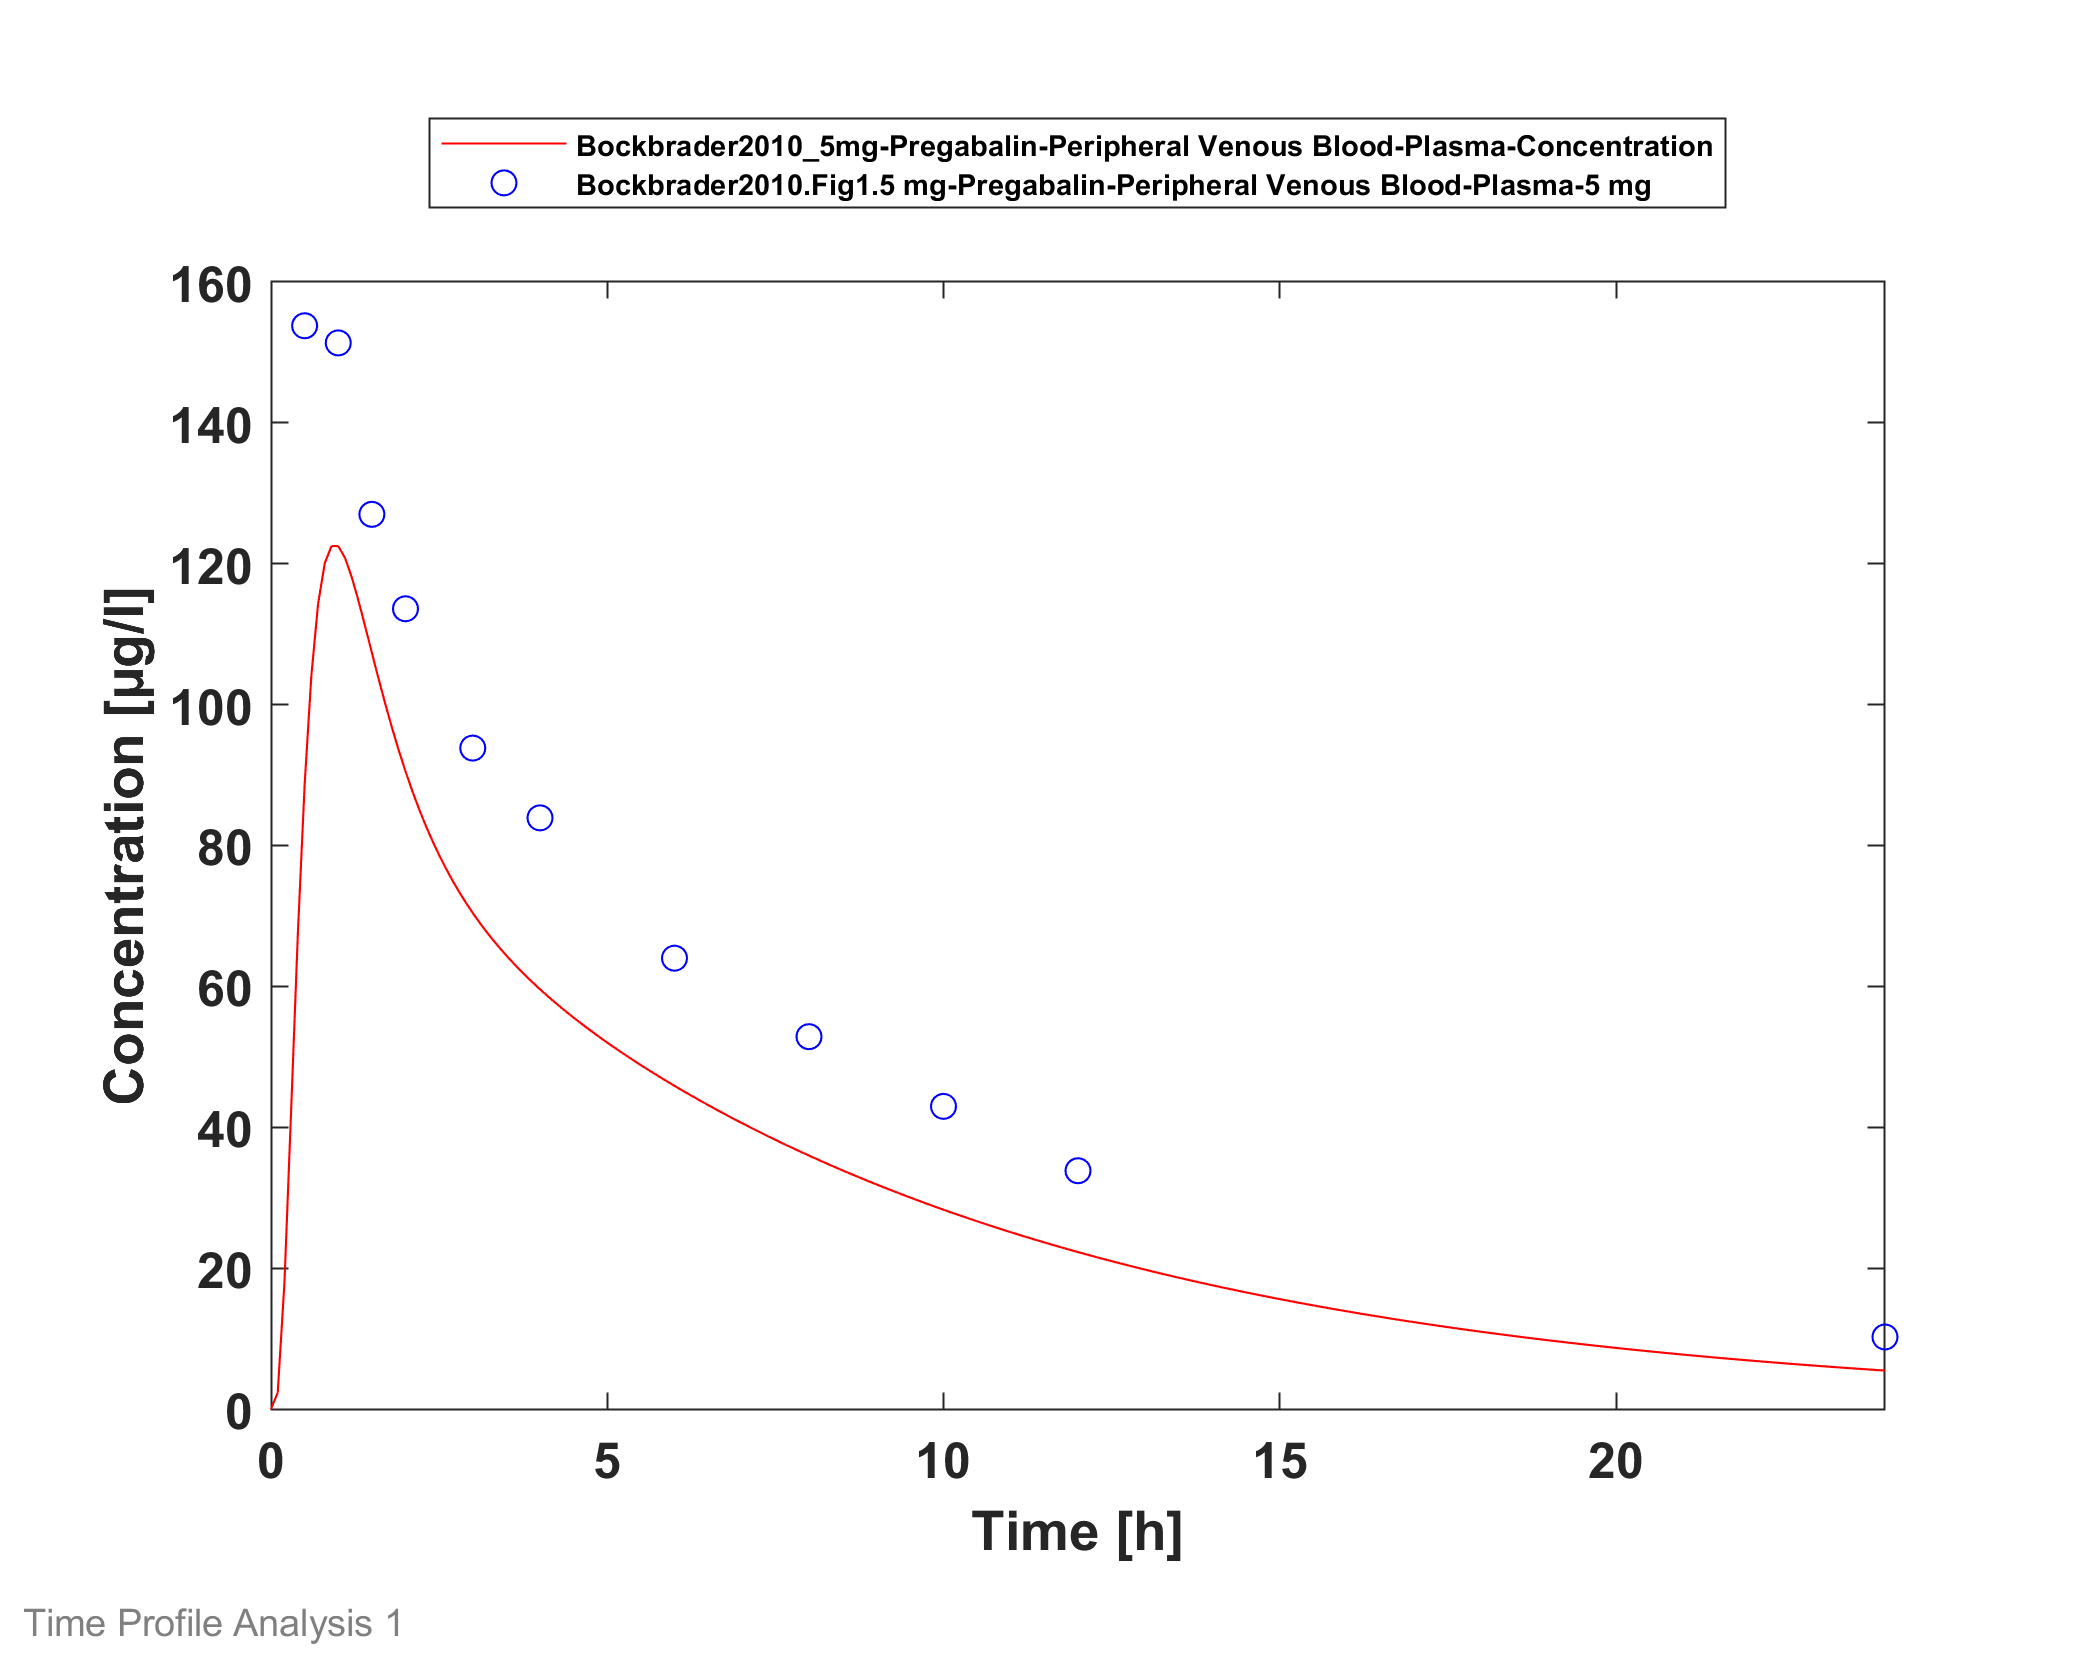 Bockbrader2010_5mg-Pregabalin-Peripheral Venous Blood-Plasma-Concentration
Bockbrader2010.Fig1.5 mg-Pregabalin-Peripheral Venous Blood-Plasma-5 mg
160
140
120
100
80
60
40
20
0
Concentration [µg/l]
0 5 10 15 20
Time [h]
Time Profile Analysis 1